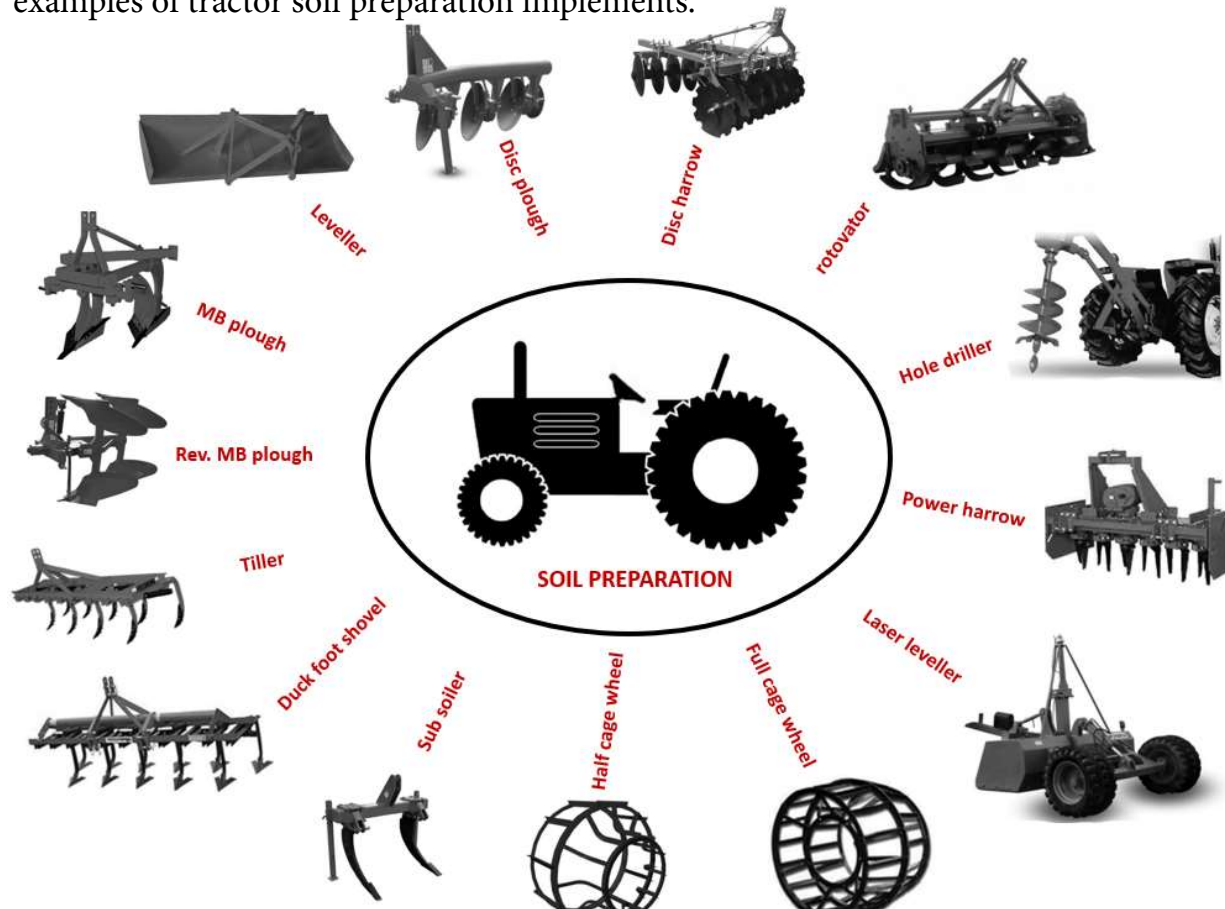 examples of tractor soil preparation implements.
Disc plough
Disc harrow
rotovator
Leveller
MB plough
Hole driller
Rev. MB plough
Power harrow
Tiller
SOIL PREPARATION
Duck foot shovel
Laser leveller
Sub soiler
Half cage wheel
Full cage wheel